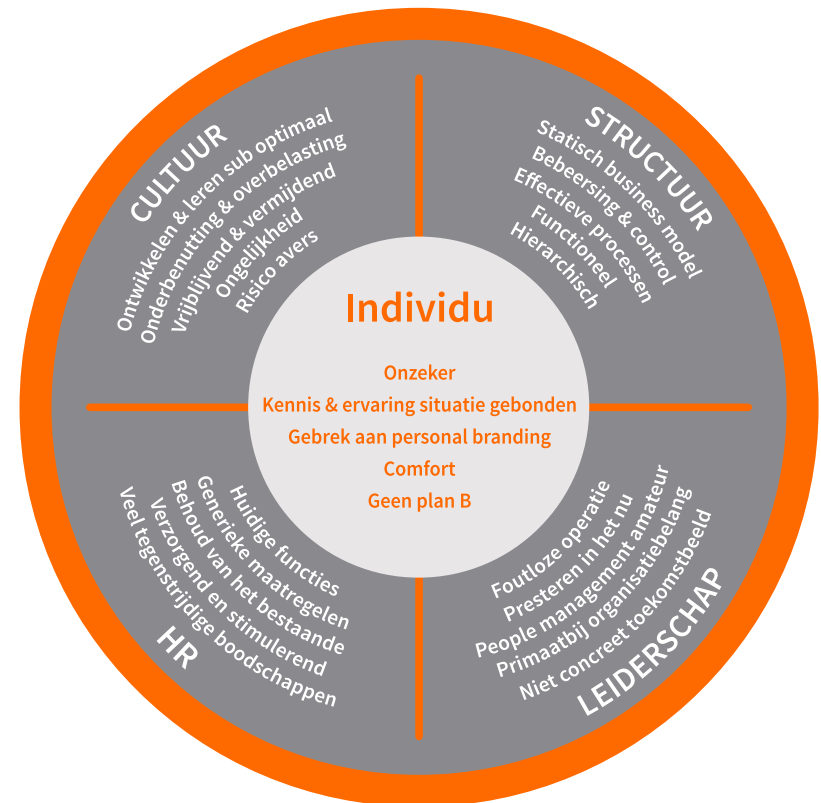 CULTUUR
Ontwikkelen & leren sub optimaal
Onderbenutting & overbelasting
Vrijblijvend & vermijdend
Ongelijkheid
Risico avers
STRUCTUUR
Statisch business model
Bebeersing & control
Effectieve processen
Functioneel
Hierarchisch
Individu
Onzeker
Kennis & ervaring situatie gebonden
Gebrek aan personal branding
Comfort
Geen plan B
Huidige functies
Generieke maatregelen
Behoud van het bestaande
Verzorgend en stimulerend
Veel tegenstrijdige boodschappen
HR
Foutloze operatie
Presteren in het nu
People management amateur
Primaatbij organisatiebelang
Niet concreet toekomstbeeld
LEIDERSCHAP